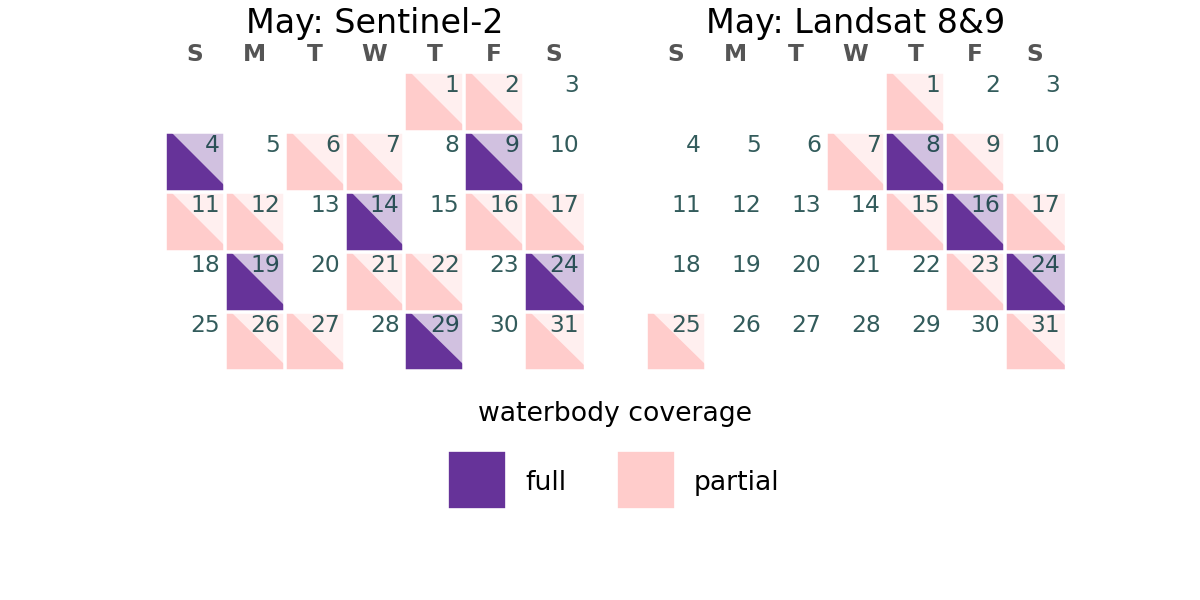 May: Sentinel-2
S M T W T F S
1 2 3
4 5 6 7 8 9 10
11 12 13 14 15 16 17
18 19 20 21 22 23 24
25 26 27 28 29 30 31
May: Landsat 8&9
S M T W T F S
1 2 3
4 5 6 7 8 9 10
11 12 13 14 15 16 17
18 19 20 21 22 23 24
25 26 27 28 29 30 31
waterbody coverage
full
partial